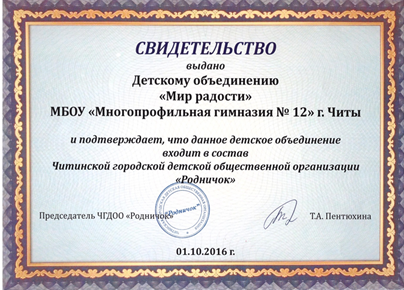 СВИДЕТЕЛЬСТВО
выдано
Детскому объединению
«Мир радости»
МБОУ «Многопрофильная гимназия № 12» г. Читы
и подтверждает, что данное детское объединение
входит в состав
Читинской городской детской общественной организации
«Родничок»
Председатель ЧГДОО «Родничок»
"Родничок"
Т.А. Пентюхина
01.10.2016 г.